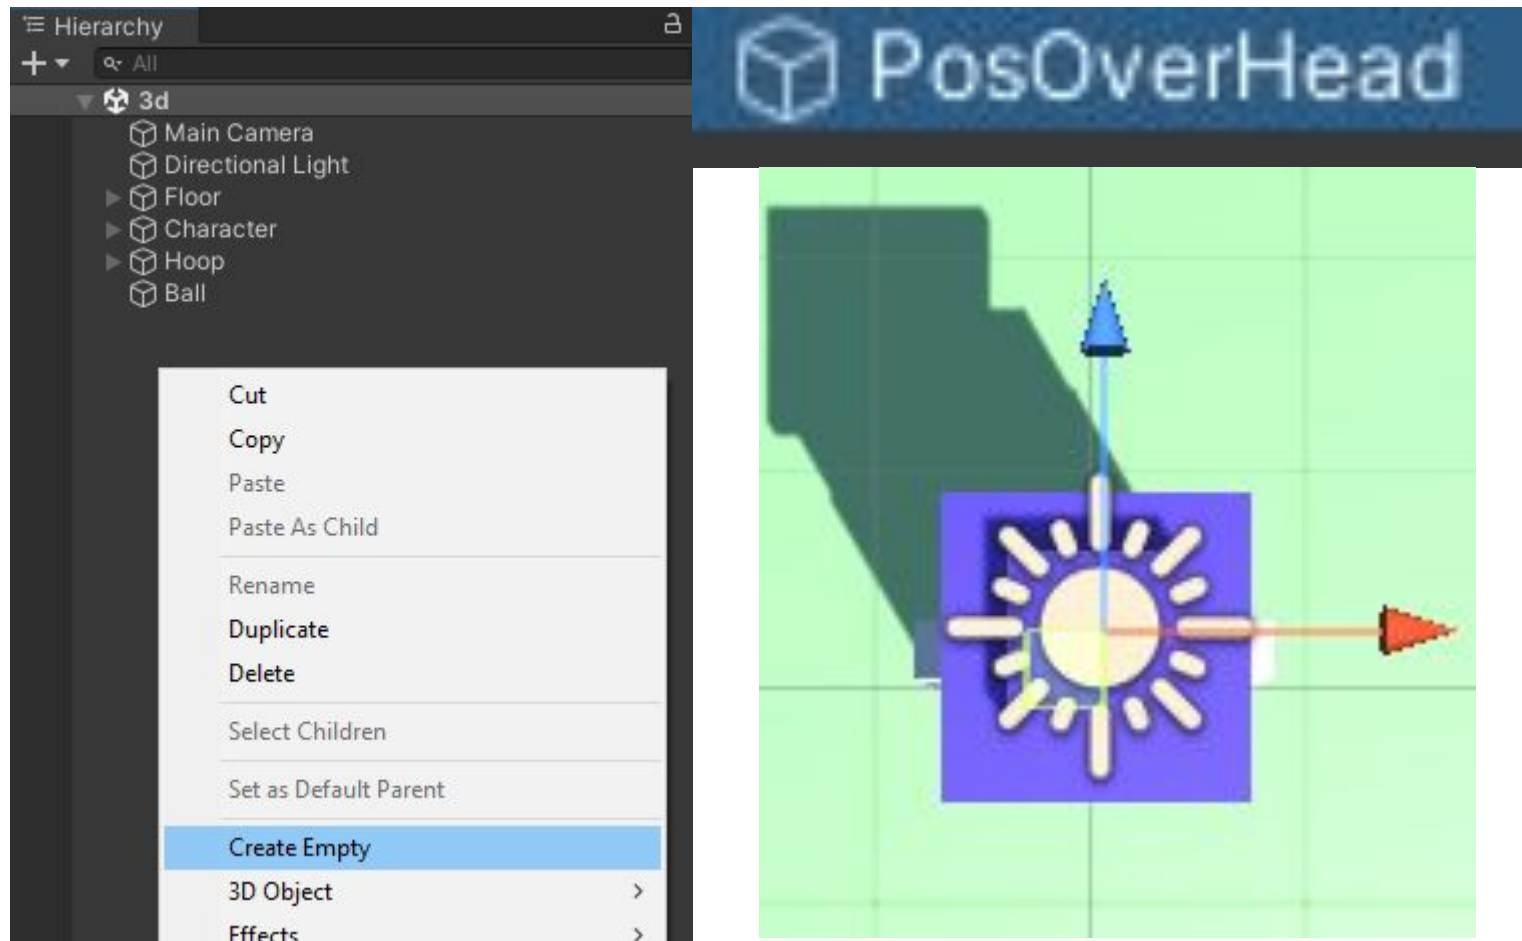 Hierarchy
All
3d
Main Camera
Directional Light
Floor
Character
Hoop
Ball
Cut
Copy
Paste
Paste As Child
Rename
Duplicate
Delete
Select Children
Set as Default Parent
Create Empty
3D Object
Effects
PosOverHead